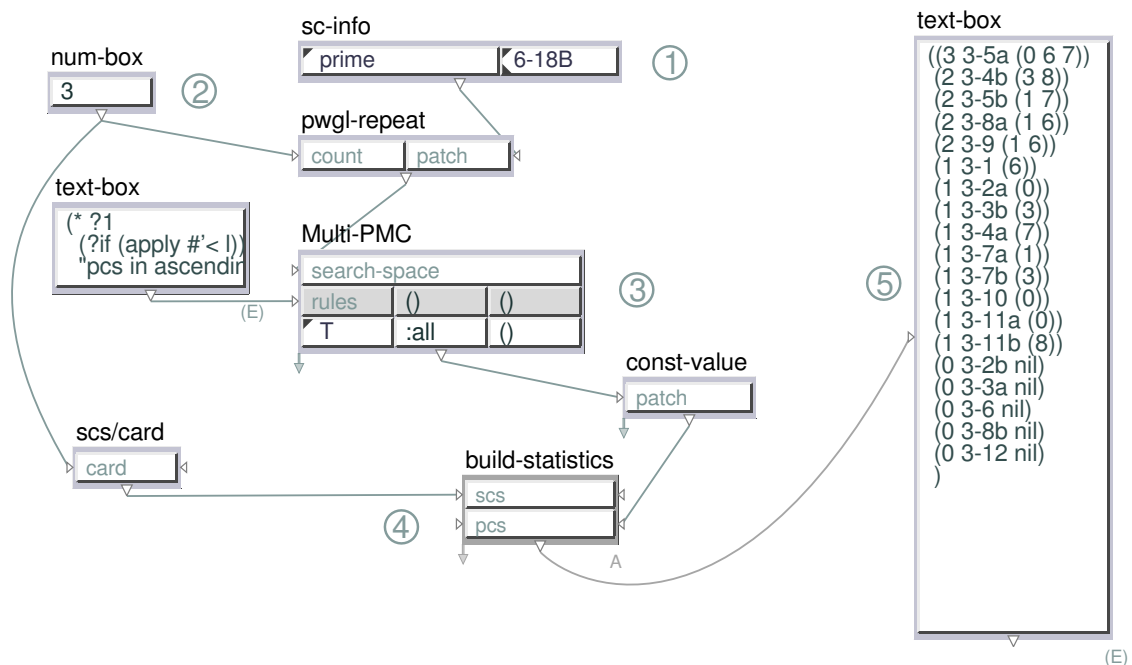 sc-info
prime
6-18B
①
num-box
3
②
pwgl-repeat
count
patch
text-box
(* ?1
(?if (apply #'< l))
"pcs in ascendin
(E)
Multi-PMC
search-space
rules
()
()
T
:all
()
③
const-value
patch
scs/card
card
build-statistics
scs
pcs
④
A
⑤
text-box
((3 3-5a (0 6 7))
(2 3-4b (3 8))
(2 3-5b (1 7))
(2 3-8a (1 6))
(2 3-9 (1 6))
(1 3-1 (6))
(1 3-2a (0))
(1 3-3b (3))
(1 3-4a (7))
(1 3-7a (1))
(1 3-7b (3))
(1 3-10 (0))
(1 3-11a (0))
(1 3-11b (8))
(0 3-2b nil)
(0 3-3a nil)
(0 3-6 nil)
(0 3-8b nil)
(0 3-12 nil)
)
(E)